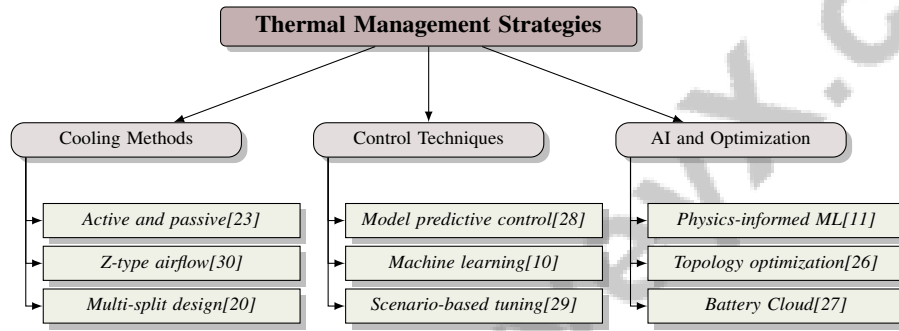 Thermal Management Strategies
Cooling Methods
Control Techniques
AI and Optimization
Active and passive[23]
Model predictive control[28]
Physics-informed ML[11]
Z-type airflow[30]
Machine learning[10]
Topology optimization[26]
Multi-split design[20]
Scenario-based tuning[29]
Battery Cloud[27]